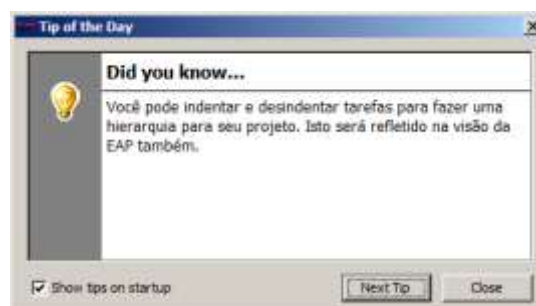 Tip of the Day
Did you know...
Você pode indentar e desindentar tarefas para fazer uma
hierarquia para seu projeto. Isto será refletido na visão da
EAP também.
Show tips on startup
Next Tip
Close